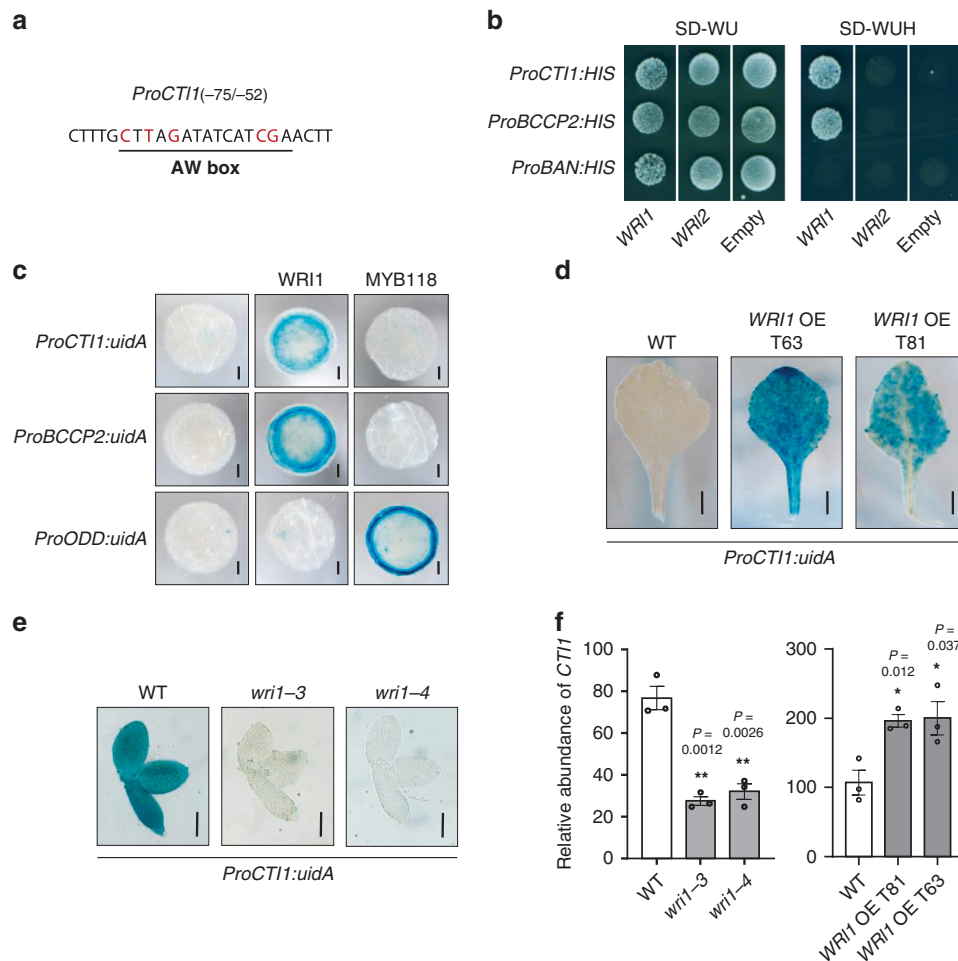 a
ProCTI1(–75/–52)
CTTTGCTTAGATATCATCGAACTT
AW box
b
SD-WU
SD-WUH
ProCTI1:HIS
ProBCCP2:HIS
ProBAN:HIS
WRI1
WRI2
Empty
WRI1
WRI2
Empty
c
WRI1
MYB118
ProCTI1:uidA
ProBCCP2:uidA
ProODD:uidA
d
WT
WRI1 OE
T63
WRI1 OE
T81
ProCTI1:uidA
e
WT
wri1–3
wri1–4
ProCTI1:uidA
f
Relative abundance of CTI1
100
80
60
40
20
0
P =
0.0012
**
P =
0.0026
**
WT
wri1–3
wri1–4
300
200
100
0
P =
0.012
*
P =
0.037
*
WT
WRI1 OE T81
WRI1 OE T63